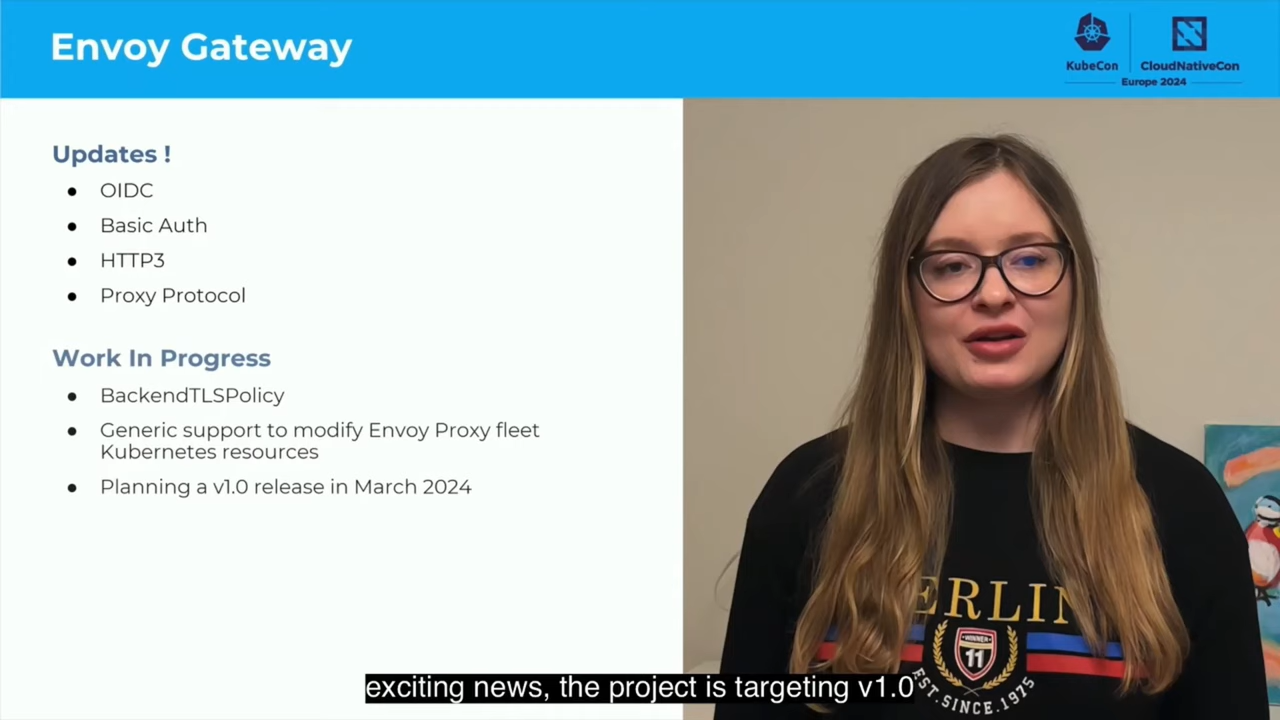 Envoy Gateway
KubeCon
CloudNativeCon
Europe 2024
Updates !
OIDC
Basic Auth
HTTP3
Proxy Protocol
Work In Progress
BackendTLSPolicy
Generic support to modify Envoy Proxy fleet
Kubernetes resources
Planning a v1.0 release in March 2024
ERLIN
WINNER
11
EST. SINCE. 1975
exciting news, the project is targeting v1.0